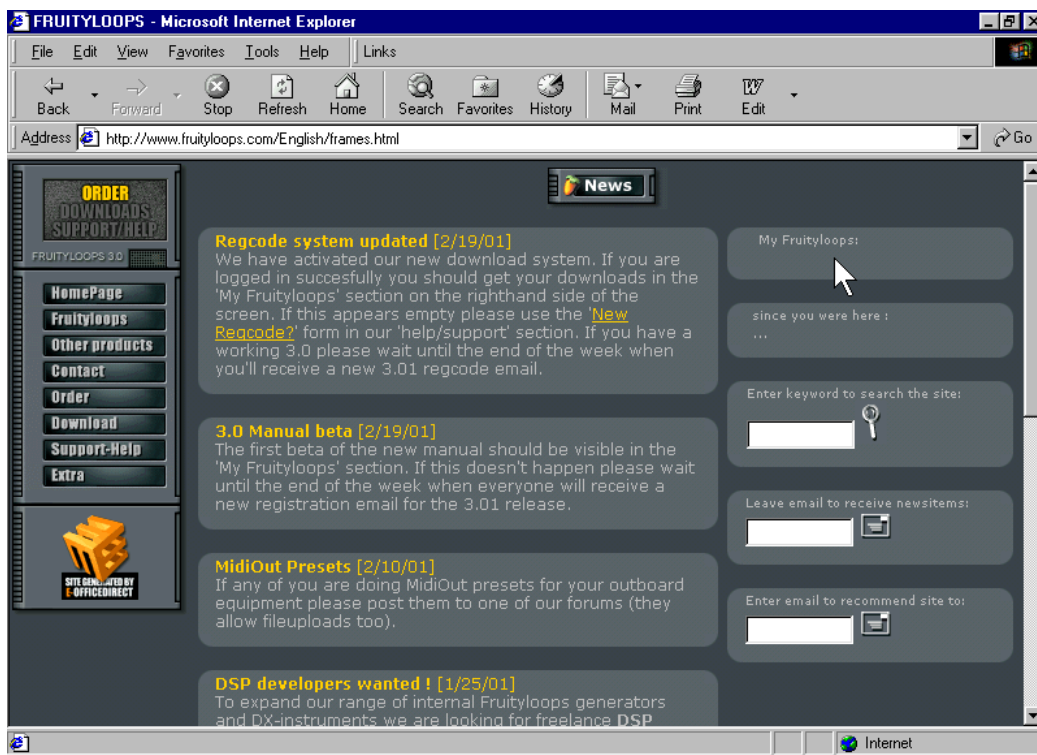 FRUITYLOOPS - Microsoft Internet Explorer
File Edit View Favorites Tools Help Links
Back Forward Stop Refresh Home Search Favorites History Mail Print Edit
Address http://www.fruityloops.com/English/frames.html Go
ORDER
DOWNLOADS
SUPPORT/HELP
FRUITYLOOPS 3.0
HomePage
Fruityloops
Other products
Contact
Order
Download
Support-Help
Extra
SITE GENERATED BY
E-OFFICEDIRECT
News
Regcode system updated [2/19/01]
We have activated our new download system. If you are
logged in succesfully you should get your downloads in the
'My Fruityloops' section on the righthand side of the
screen. If this appears empty please use the 'New
Regcode?' form in our 'help/support' section. If you have a
working 3.0 please wait until the end of the week when
you'll receive a new 3.01 regcode email.
3.0 Manual beta [2/19/01]
The first beta of the new manual should be visible in the
'My Fruityloops' section. If this doesn't happen please wait
until the end of the week when everyone will receive a
new registration email for the 3.01 release.
MidiOut Presets [2/10/01]
If any of you are doing MidiOut presets for your outboard
equipment please post them to one of our forums (they
allow fileuploads too).
DSP developers wanted ! [1/25/01]
To expand our range of internal Fruityloops generators
and DX-instruments we are looking for freelance DSP
My Fruityloops:
since you were here :
...
Enter keyword to search the site:
Leave email to receive newsitems:
Enter email to recommend site to:
Internet